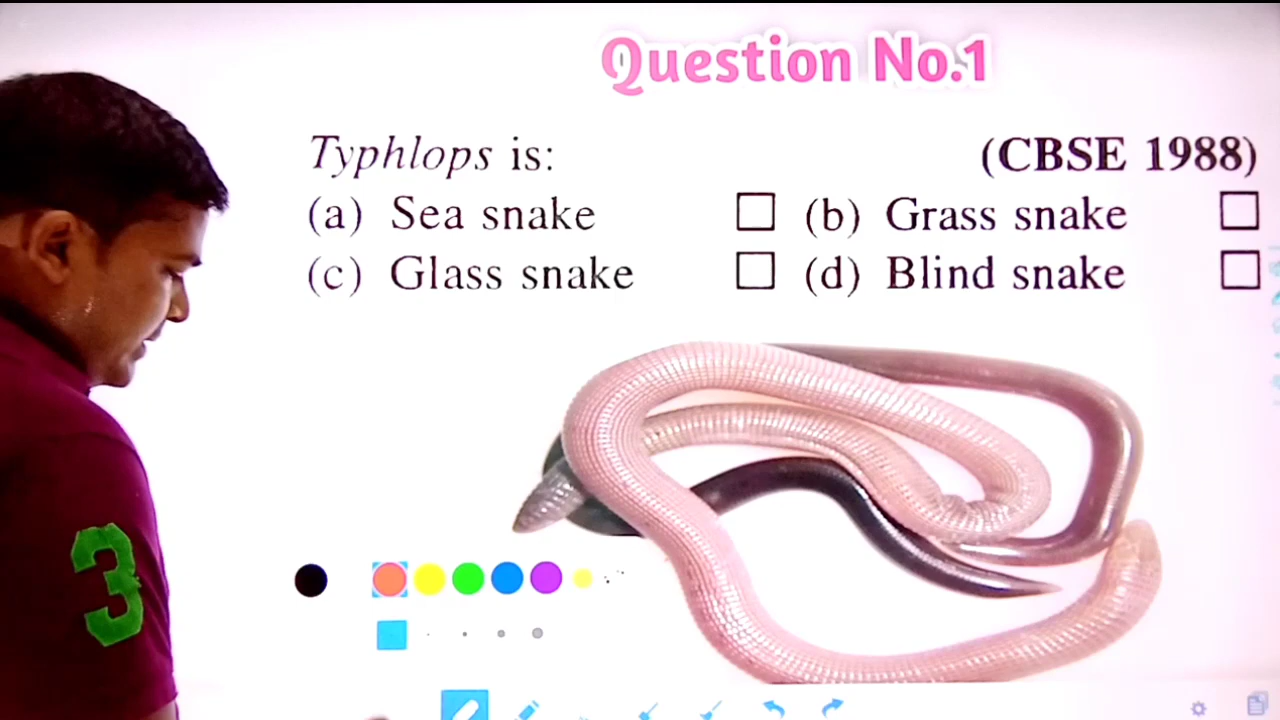 Question No.1
Typhlops is: (CBSE 1988)
(a) Sea snake (b) Grass snake
(c) Glass snake (d) Blind snake
3